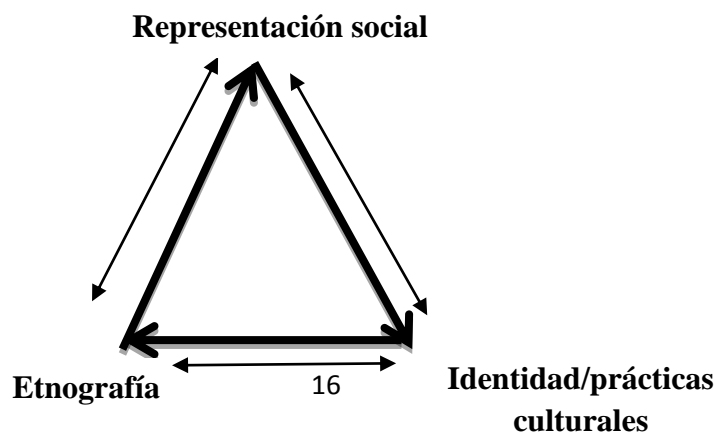 Representación social
Etnografía
16
Identidad/prácticas
culturales